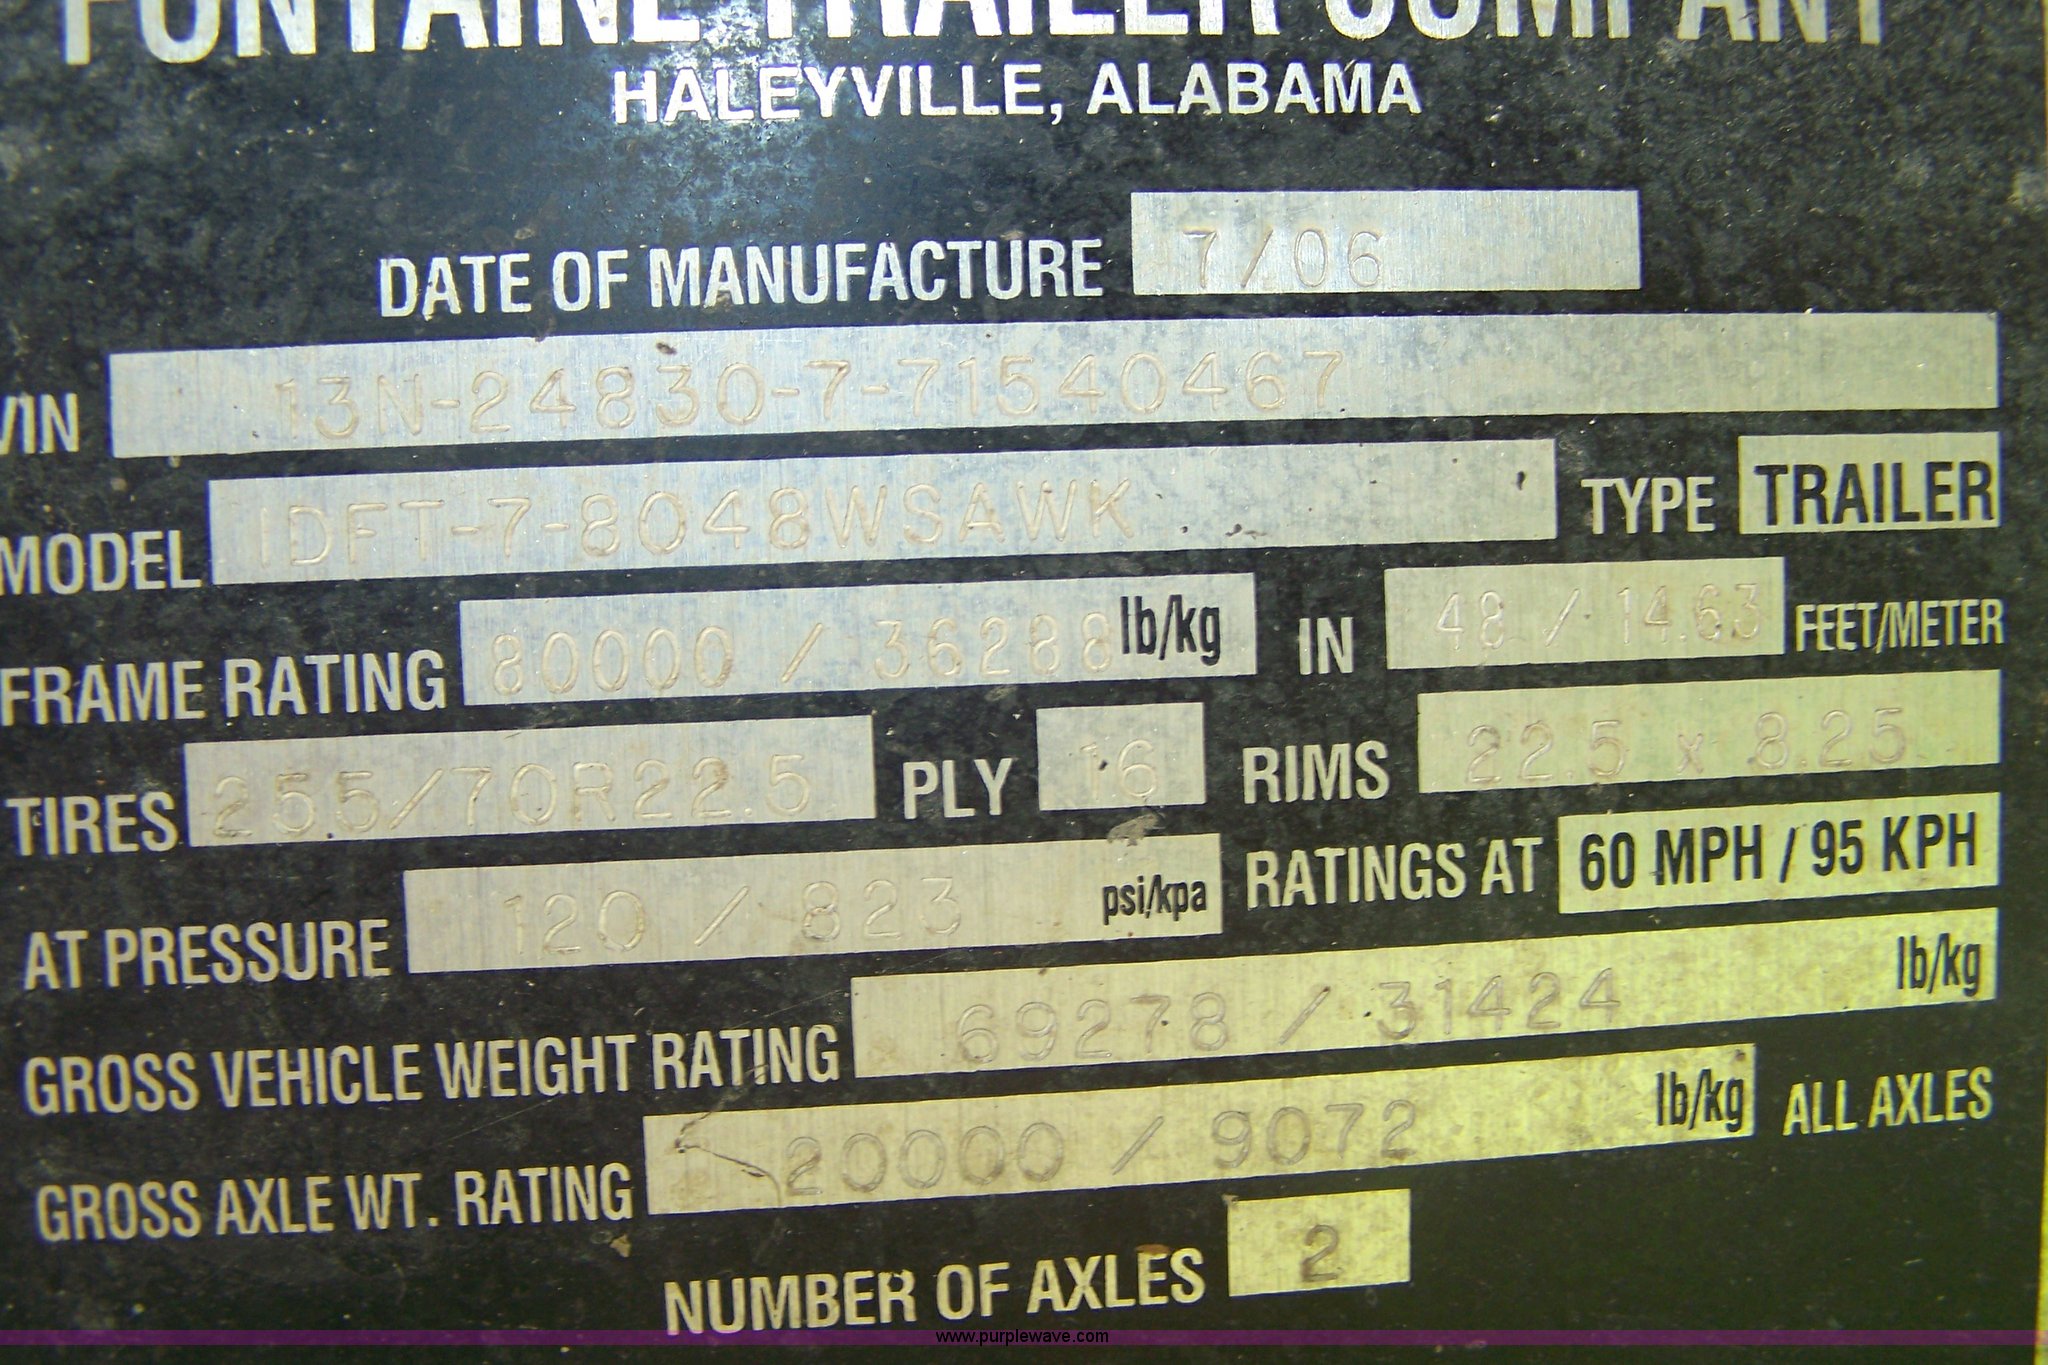 FONTAINE TRAILER COMPANY
HALEYVILLE, ALABAMA
DATE OF MANUFACTURE 7/06
VIN 13N-24830-7-71540467
MODEL IDFT-7-8048WSAWK TYPE TRAILER
FRAME RATING 80000 / 36288 lb/kg IN 48 / 14.63 FEET/METER
TIRES 255/70R22.5 PLY 16 RIMS 22.5 x 8.25
AT PRESSURE 120 / 823 psi/kpa RATINGS AT 60 MPH / 95 KPH
GROSS VEHICLE WEIGHT RATING 69278 / 31424 lb/kg
GROSS AXLE WT. RATING 20000 / 9072 lb/kg ALL AXLES
NUMBER OF AXLES 2
www.purplewave.com